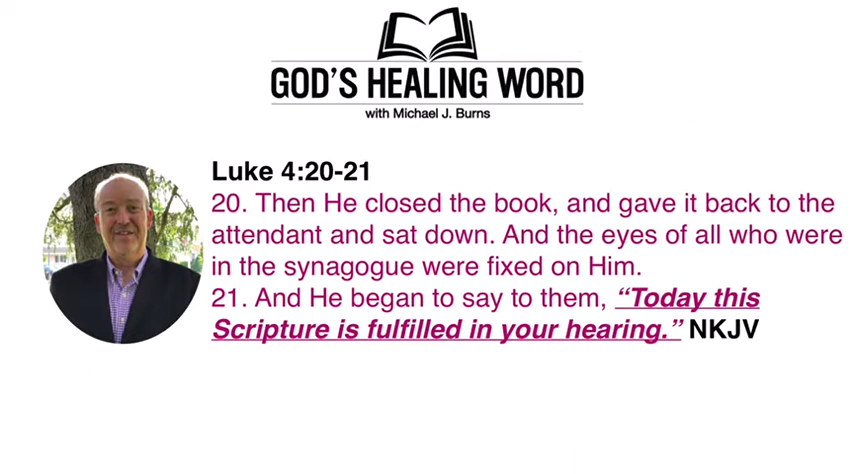 GOD'S HEALING WORD
with Michael J. Burns
Luke 4:20-21
20. Then He closed the book, and gave it back to the
attendant and sat down. And the eyes of all who were
in the synagogue were fixed on Him.
21. And He began to say to them, “Today this
Scripture is fulfilled in your hearing.” NKJV